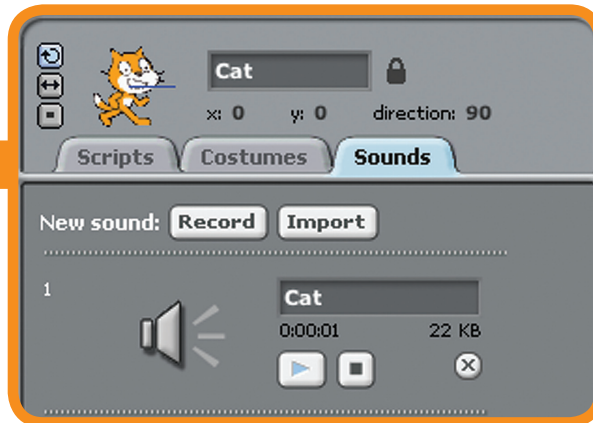 Cat
x: 0 y: 0 direction: 90
Scripts Costumes Sounds
New sound: Record Import
1
Cat
0:00:01 22 KB